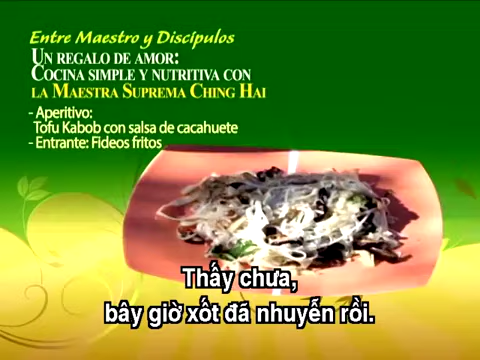 Entre Maestro y Discípulos
UN REGALO DE AMOR:
COCINA SIMPLE Y NUTRITIVA CON
LA MAESTRA SUPREMA CHING HAI
- Aperitivo:
Tofu Kabob con salsa de cacahuete
- Entrante: Fideos fritos
Thấy chưa,
bây giờ xốt đã nhuyễn rồi.